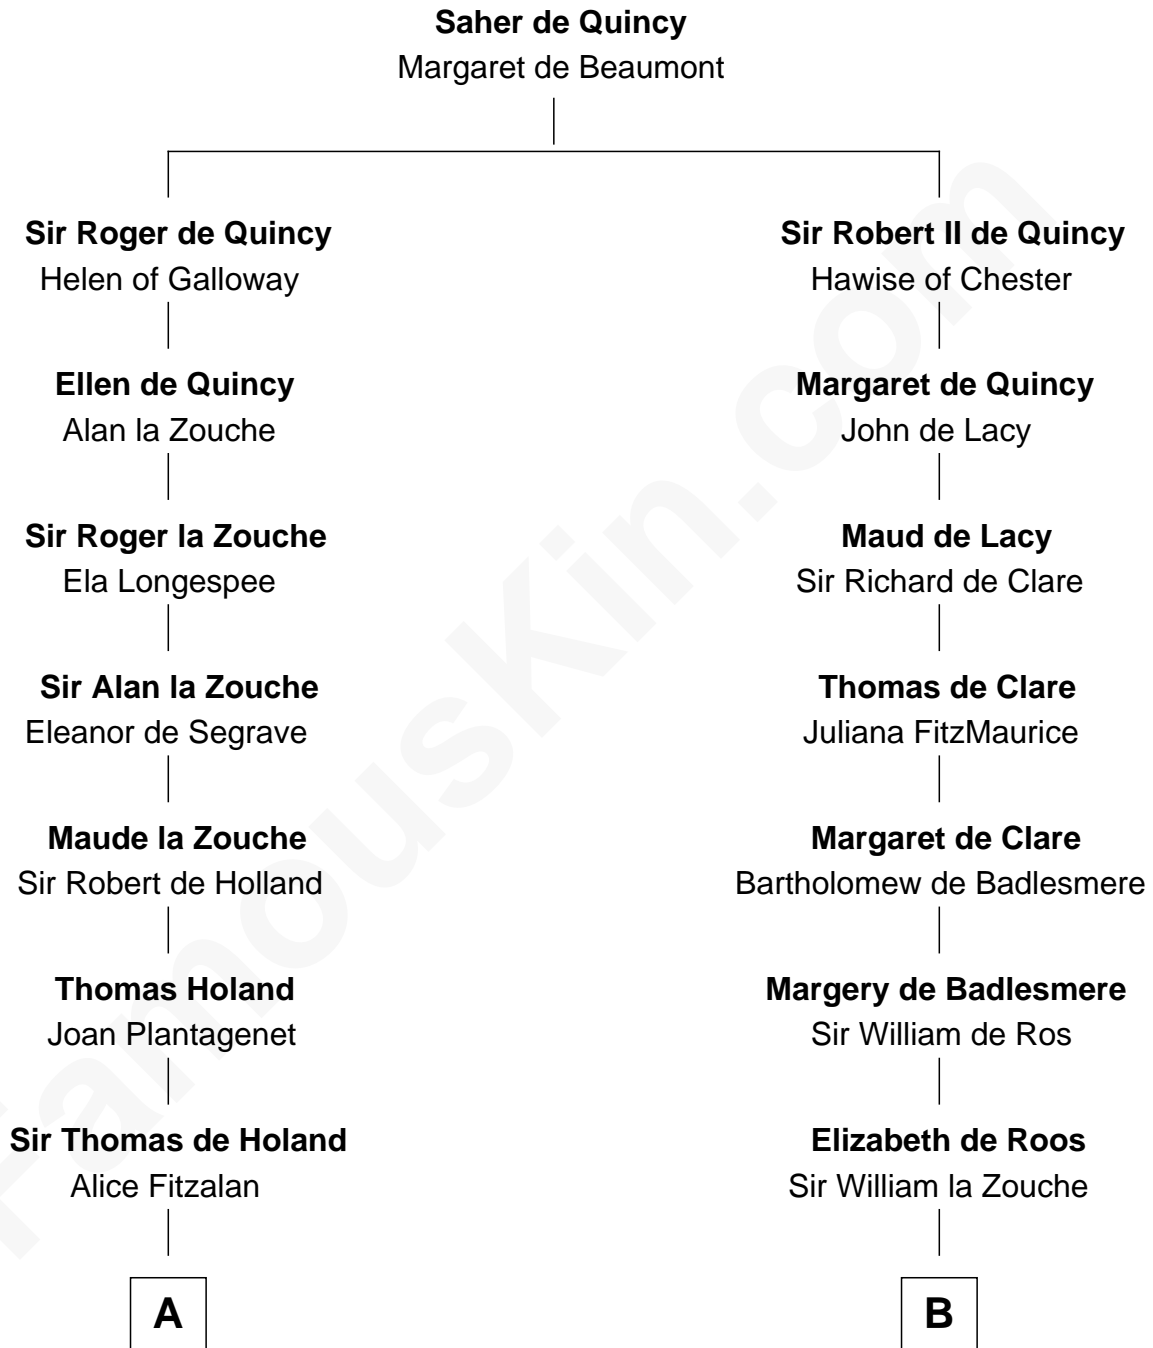 Saher de Quincy
Margaret de Beaumont
Sir Roger de Quincy
Helen of Galloway
Sir Robert II de Quincy
Hawise of Chester
Ellen de Quincy
Alan la Zouche
Margaret de Quincy
John de Lacy
Sir Roger la Zouche
Ela Longespee
Maud de Lacy
Sir Richard de Clare
Sir Alan la Zouche
Eleanor de Segrave
Thomas de Clare
Juliana FitzMaurice
Maude la Zouche
Sir Robert de Holland
Margaret de Clare
Bartholomew de Badlesmere
Thomas Holand
Joan Plantagenet
Margery de Badlesmere
Sir William de Ros
Sir Thomas de Holand
Alice Fitzalan
Elizabeth de Roos
Sir William la Zouche
A
B
FamousKin.com